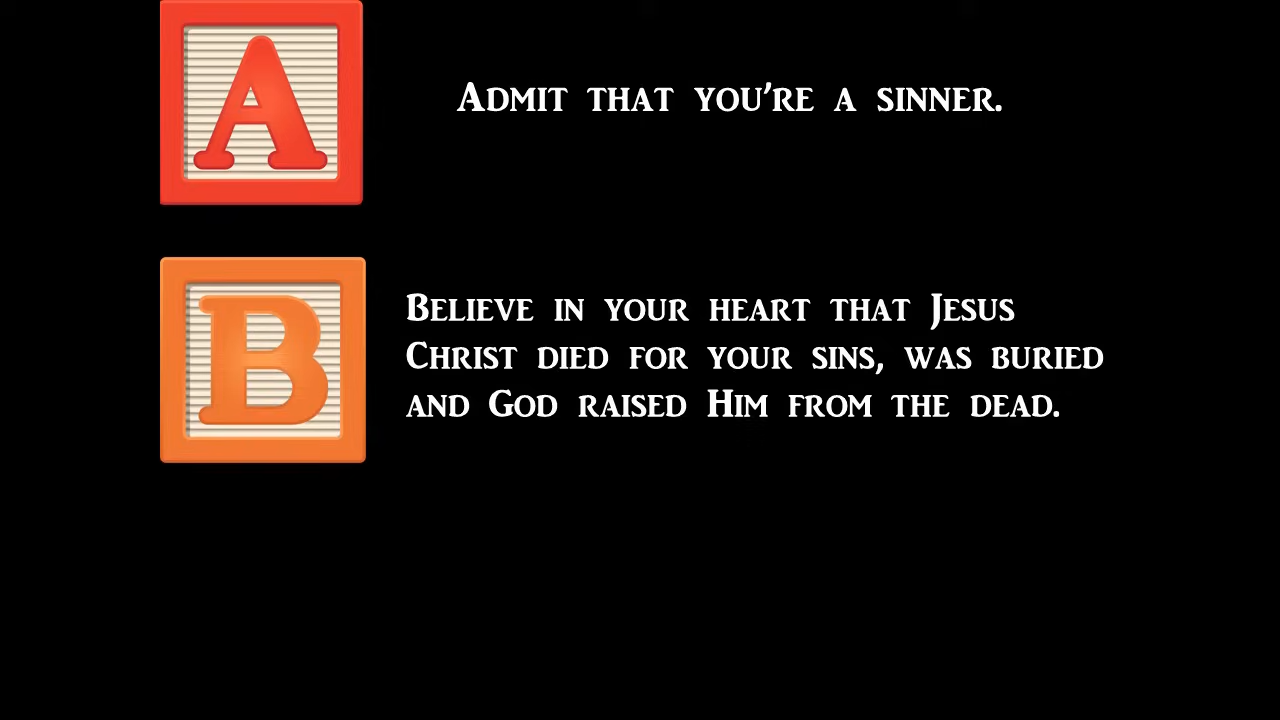 A
Admit that you're a sinner.
B
Believe in your heart that Jesus
Christ died for your sins, was buried
and God raised Him from the dead.